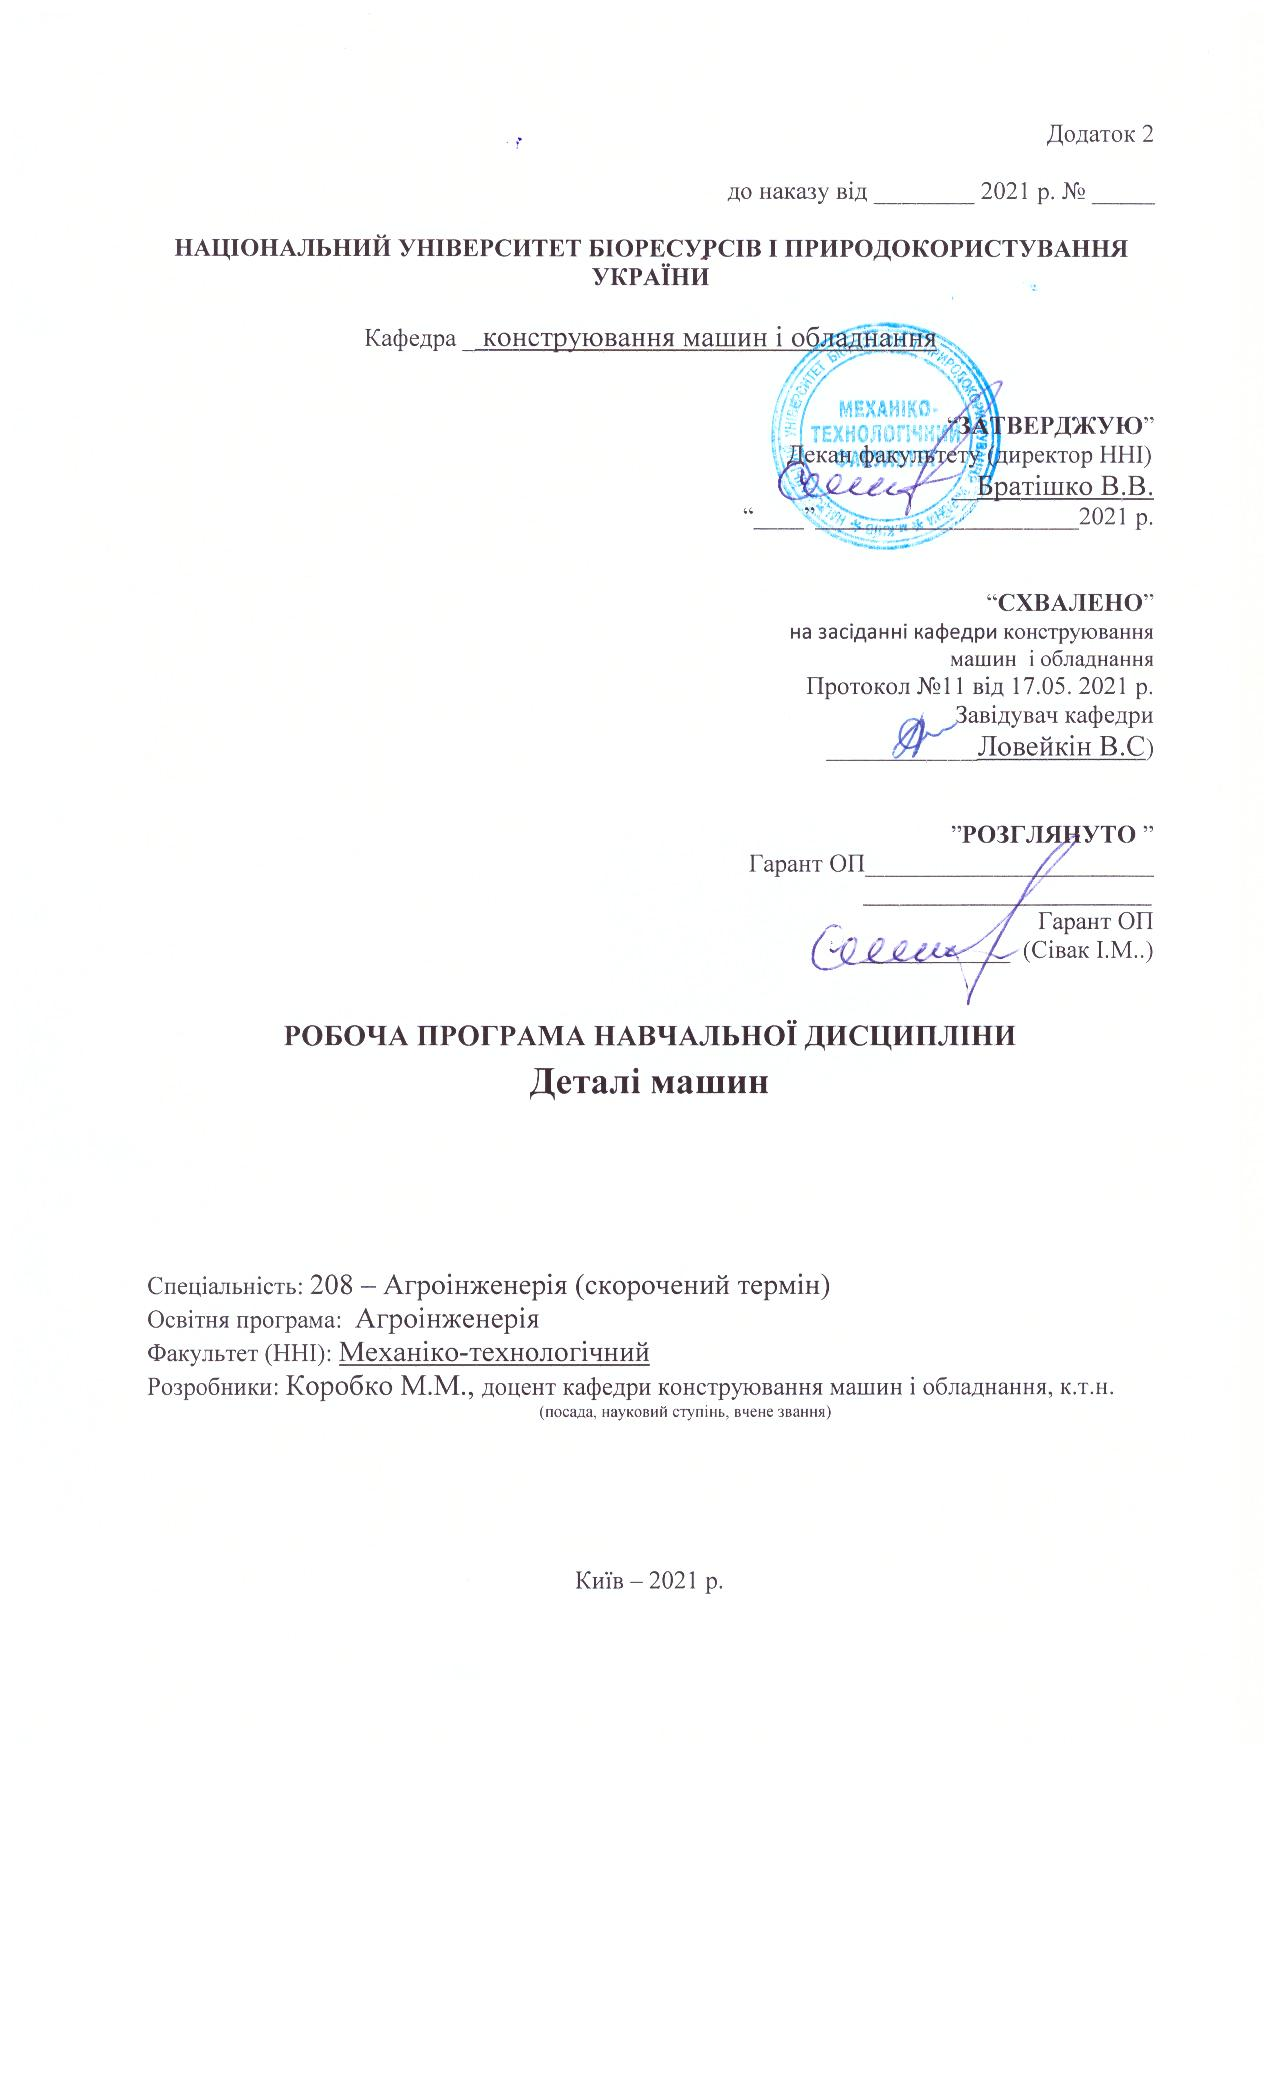 Додаток 2
до наказу від ________ 2021 р. № _____
НАЦІОНАЛЬНИЙ УНІВЕРСИТЕТ БІОРЕСУРСІВ І ПРИРОДОКОРИСТУВАННЯ
УКРАЇНИ
Кафедра _ конструювання машин і обладнання
МЕХАНІКО-
ТЕХНОЛОГІЧНИЙ
ФАКУЛЬТЕТ
“ЗАТВЕРДЖУЮ”
Декан факультету (директор ННІ)
Братішко В.В.
“____”_____________________2021 р.
“СХВАЛЕНО”
на засіданні кафедри конструювання
машин і обладнання
Протокол №11 від 17.05. 2021 р.
Завідувач кафедри
____________Ловейкін В.С)
”РОЗГЛЯНУТО ”
Гарант ОП_______________________
_______________________
Гарант ОП
____________ (Сівак І.М..)
РОБОЧА ПРОГРАМА НАВЧАЛЬНОЇ ДИСЦИПЛІНИ
Деталі машин
Спеціальність: 208 – Агроінженерія (скорочений термін)
Освітня програма: Агроінженерія
Факультет (ННІ): Механіко-технологічний
Розробники: Коробко М.М., доцент кафедри конструювання машин і обладнання, к.т.н.
(посада, науковий ступінь, вчене звання)
Київ – 2021 р.